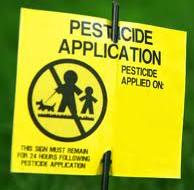 PESTICIDE
APPLICATION
PESTICIDE
APPLIED ON:
THIS SIGN MUST REMAIN
FOR 24 HOURS FOLLOWING
PESTICIDE APPLICATION